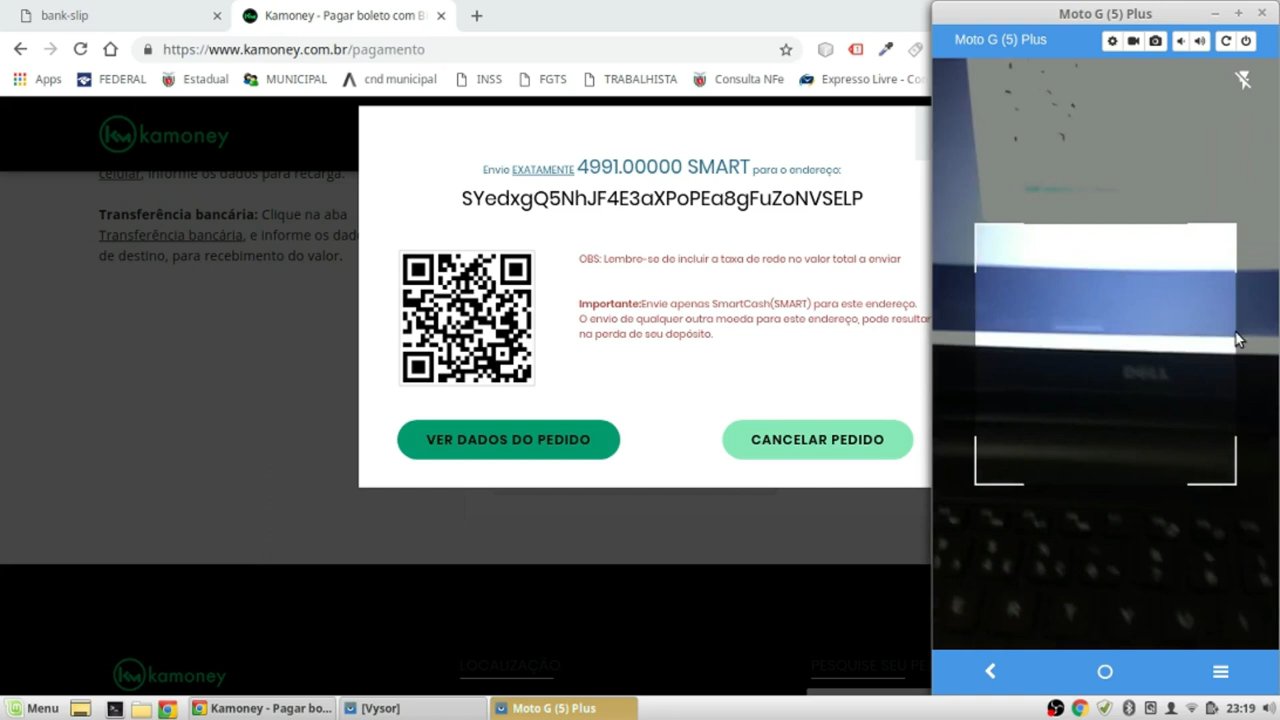 bank-slip
Kamoney - Pagar boleto com B
Moto G (5) Plus
https://www.kamoney.com.br/pagamento
Moto G (5) Plus
Apps
FEDERAL
Estadual
MUNICIPAL
cnd municipal
INSS
FGTS
TRABALHISTA
Consulta NFe
Expresso Livre - Co
kamoney
celular, informe os dados para recarga.
Transferência bancária: Clique na aba
Transferência bancária, e informe os dado
de destino, para recebimento do valor.
Envie EXATAMENTE 4991.00000 SMART para o endereço:
SYedxgQ5NhJF4E3aXPoPEa8gFuZoNVSELP
OBS: Lembre-se de incluir a taxa de rede no valor total a enviar
Importante:Envie apenas SmartCash(SMART) para este endereço.
O envio de qualquer outra moeda para este endereço, pode resultar
na perda de seu depósito.
VER DADOS DO PEDIDO
CANCELAR PEDIDO
DELL
E R T Y U I
kamoney
LOCALIZAÇÃO
PESQUISE SEU PE
Menu
Kamoney - Pagar bo...
[Vysor]
Moto G (5) Plus
23:19